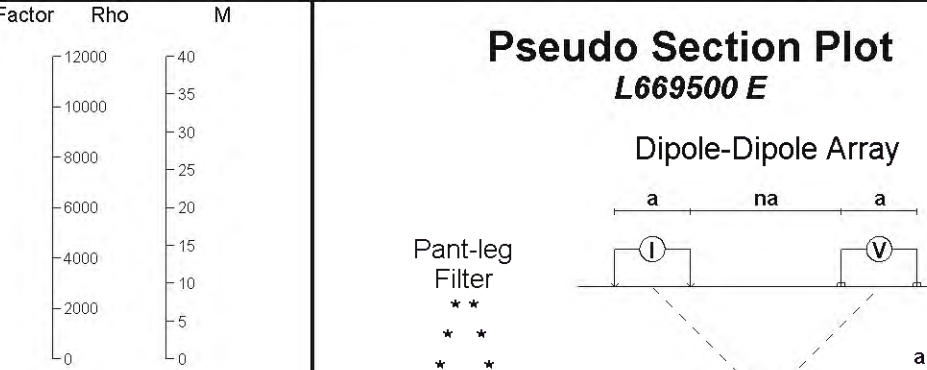 Factor Rho M
12000 40
35
10000
30
8000
25
6000 20
15
4000
10
2000
5
0 0
Pseudo Section Plot
L669500 E
Dipole-Dipole Array
a na a
I V
Pant-leg
Filter
* *
* *
* *
a